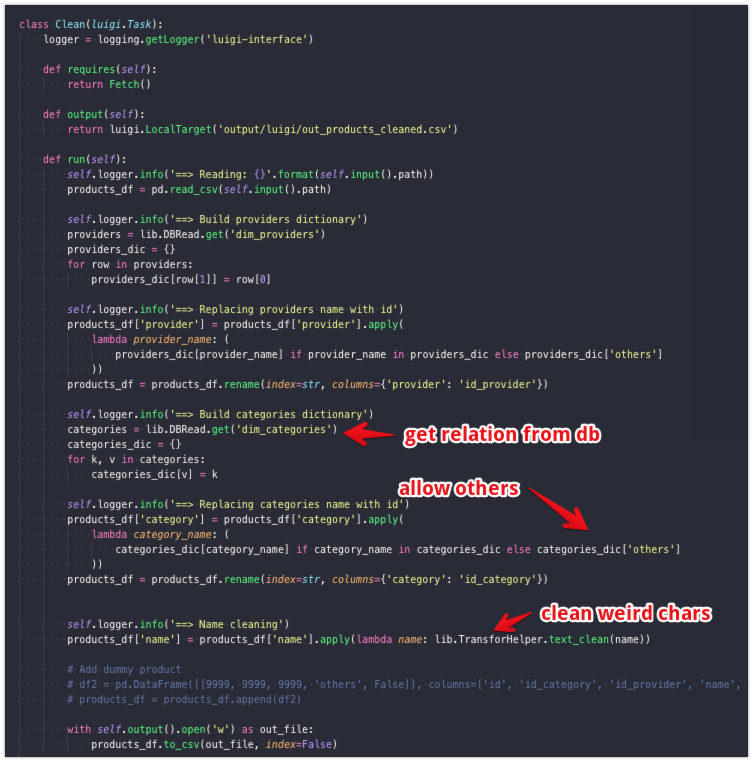 class Clean(luigi.Task):
    logger = logging.getLogger('luigi-interface')

    def requires(self):
        return Fetch()

    def output(self):
        return luigi.LocalTarget('output/luigi/out_products_cleaned.csv')

    def run(self):
        self.logger.info('==> Reading: {}'.format(self.input().path))
        products_df = pd.read_csv(self.input().path)

        self.logger.info('==> Build providers dictionary')
        providers = lib.DBRead.get('dim_providers')
        providers_dic = {}
        for row in providers:
            providers_dic[row[1]] = row[0]

        self.logger.info('==> Replacing providers name with id')
        products_df['provider'] = products_df['provider'].apply(
            lambda provider_name: (
                providers_dic[provider_name] if provider_name in providers_dic else providers_dic['others']
            ))
        products_df = products_df.rename(index=str, columns={'provider': 'id_provider'})

        self.logger.info('==> Build categories dictionary')
        categories = lib.DBRead.get('dim_categories')
get relation from db
        categories_dic = {}
        for k, v in categories:
            categories_dic[v] = k
allow others

        self.logger.info('==> Replacing categories name with id')
        products_df['category'] = products_df['category'].apply(
            lambda category_name: (
                categories_dic[category_name] if category_name in categories_dic else categories_dic['others']
            ))
        products_df = products_df.rename(index=str, columns={'category': 'id_category'})

clean weird chars
        self.logger.info('==> Name cleaning')
        products_df['name'] = products_df['name'].apply(lambda name: lib.TransforHelper.text_clean(name))

        # Add dummy product
        # df2 = pd.DataFrame([[9999, 9999, 9999, 'others', False]], columns=['id', 'id_category', 'id_provider', 'name',
        # products_df = products_df.append(df2)

        with self.output().open('w') as out_file:
            products_df.to_csv(out_file, index=False)